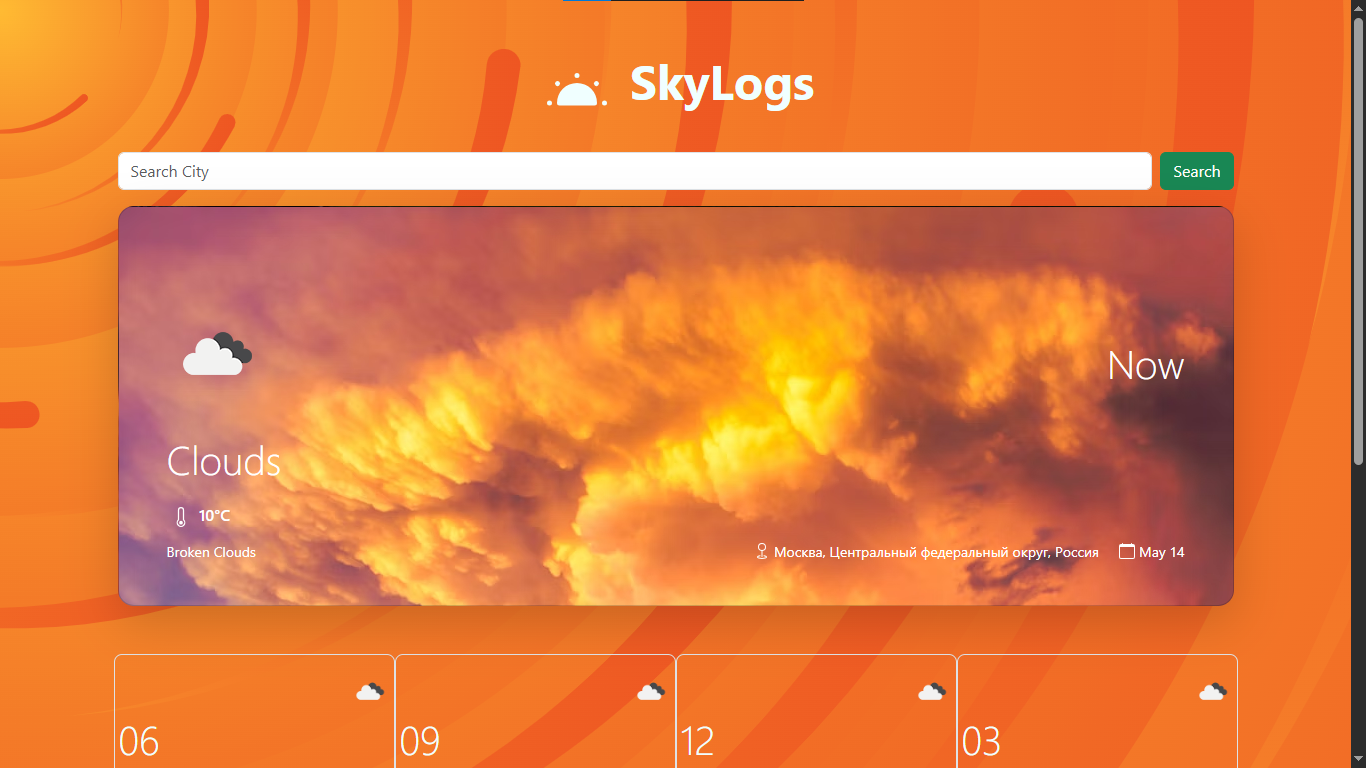 SkyLogs
Search City
Search
Now
Clouds
10°C
Broken Clouds
Москва, Центральный федеральный округ, Россия
May 14
06
09
12
03